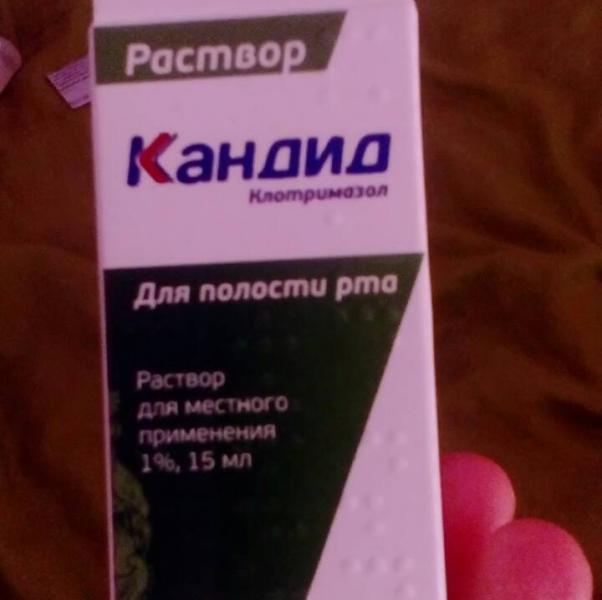 Раствор
Кандид
Клотримазол
Для полости рта
Раствор
для местного
применения
1%, 15 мл